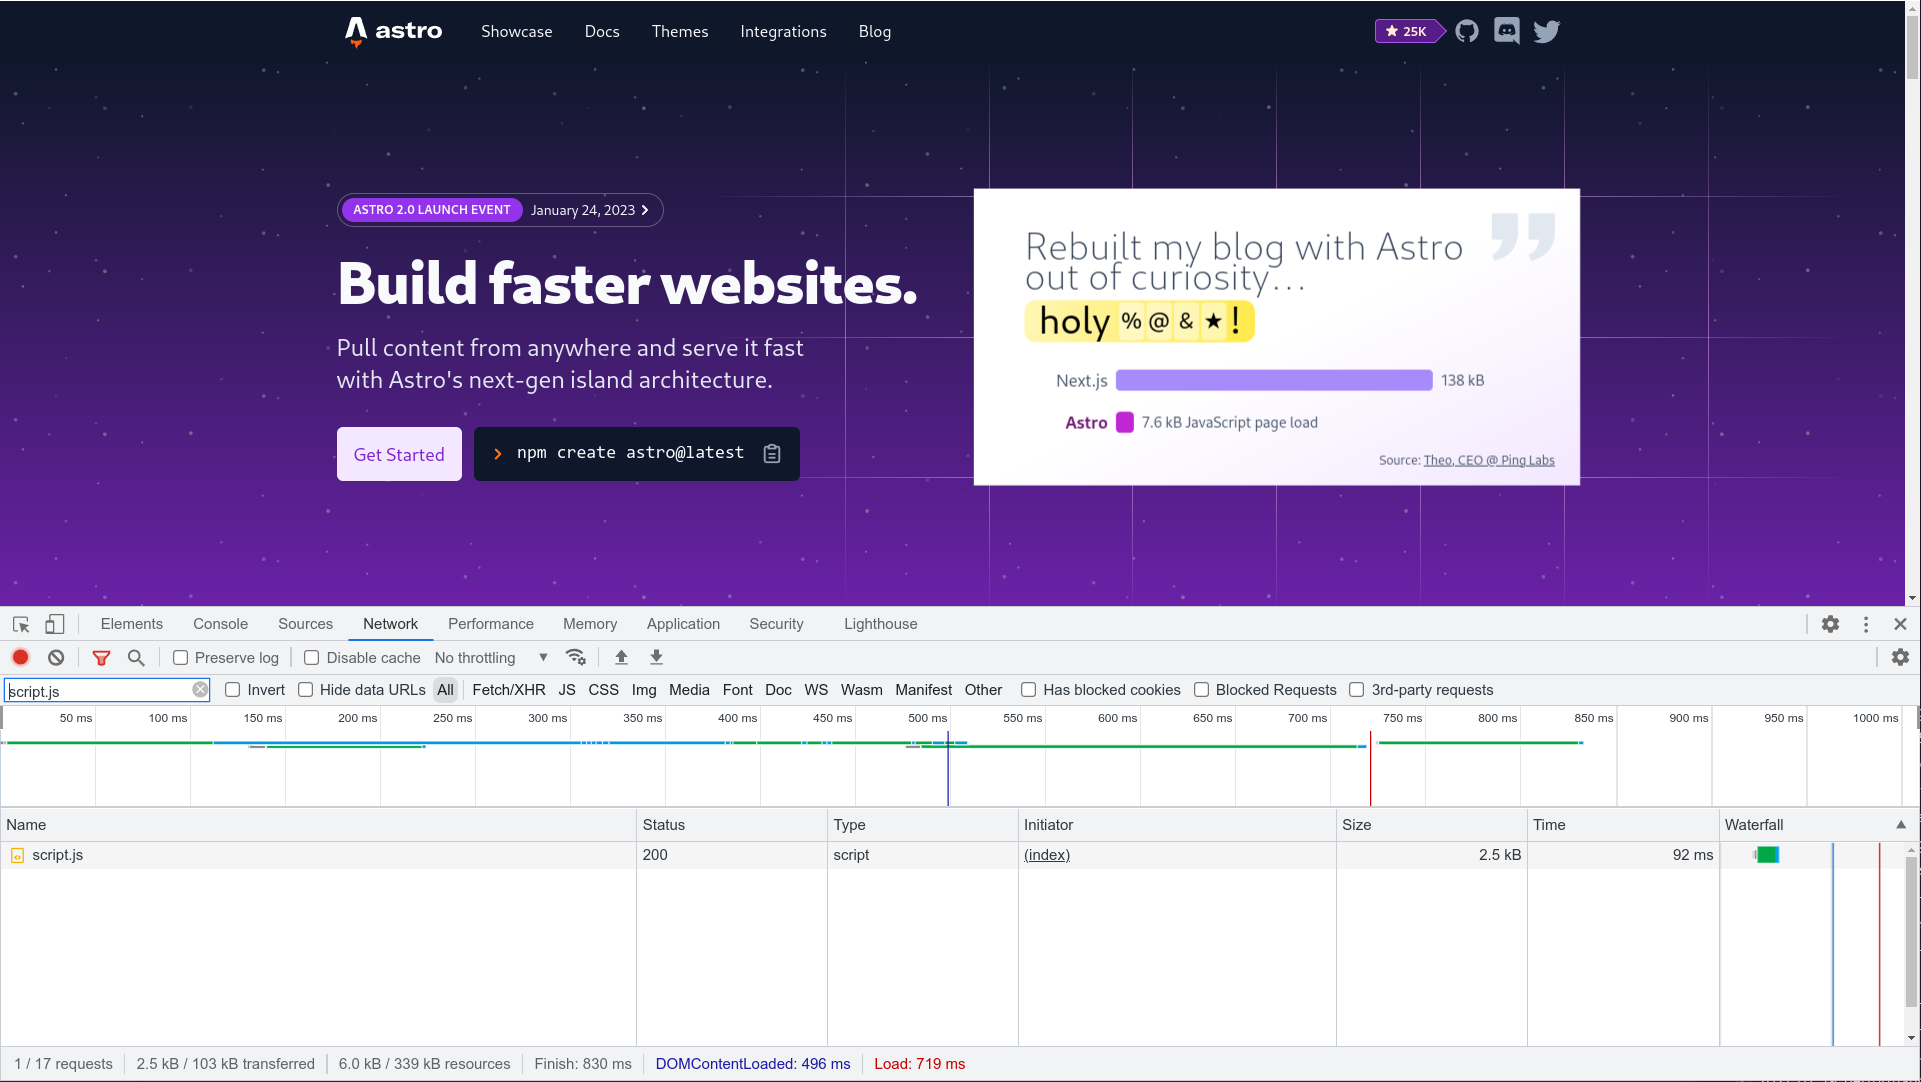 astro Showcase Docs Themes Integrations Blog ★ 25K
ASTRO 2.0 LAUNCH EVENT January 24, 2023
Build faster websites.
Pull content from anywhere and serve it fast
with Astro's next-gen island architecture.
Get Started
npm create astro@latest
Rebuilt my blog with Astro
out of curiosity...
holy %@&★!
Next.js 138 kB
Astro 7.6 kB JavaScript page load
Source: Theo, CEO @ Ping Labs
Elements Console Sources Network Performance Memory Application Security Lighthouse
Preserve log Disable cache No throttling
script.js Invert Hide data URLs All Fetch/XHR JS CSS Img Media Font Doc WS Wasm Manifest Other Has blocked cookies Blocked Requests 3rd-party requests
50 ms 100 ms 150 ms 200 ms 250 ms 300 ms 350 ms 400 ms 450 ms 500 ms 550 ms 600 ms 650 ms 700 ms 750 ms 800 ms 850 ms 900 ms 950 ms 1000 ms
Name Status Type Initiator Size Time Waterfall
script.js 200 script (index) 2.5 kB 92 ms
1 / 17 requests 2.5 kB / 103 kB transferred 6.0 kB / 339 kB resources Finish: 830 ms DOMContentLoaded: 496 ms Load: 719 ms